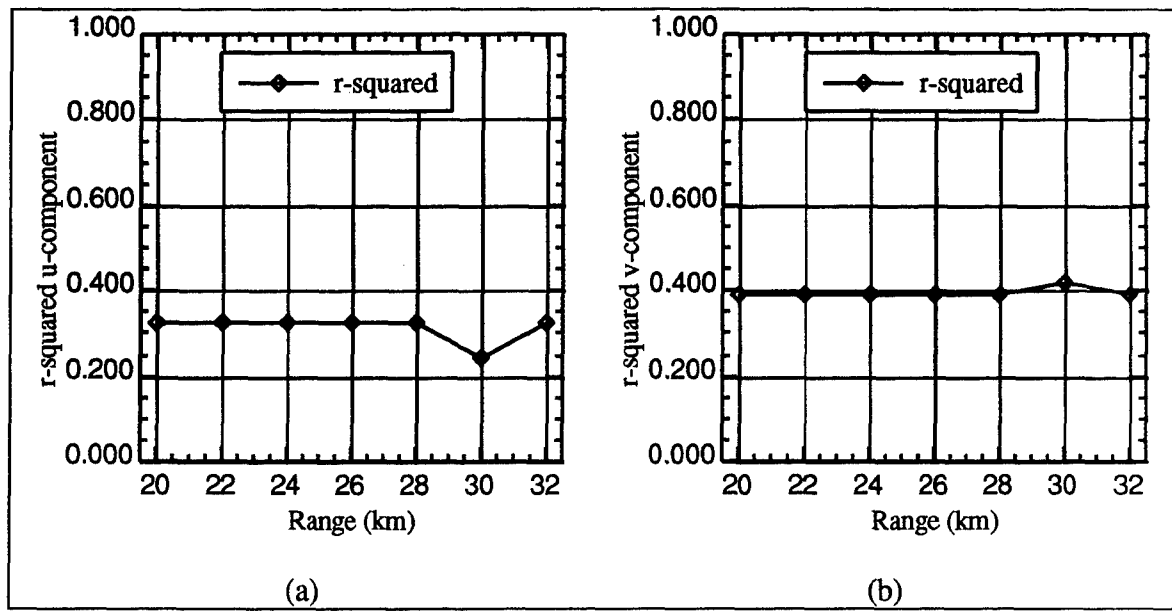 1.000
0.800
0.600
0.400
0.200
0.000
r-squared u-component
r-squared
20 22 24 26 28 30 32
Range (km)
(a)
1.000
0.800
0.600
0.400
0.200
0.000
r-squared v-component
r-squared
20 22 24 26 28 30 32
Range (km)
(b)